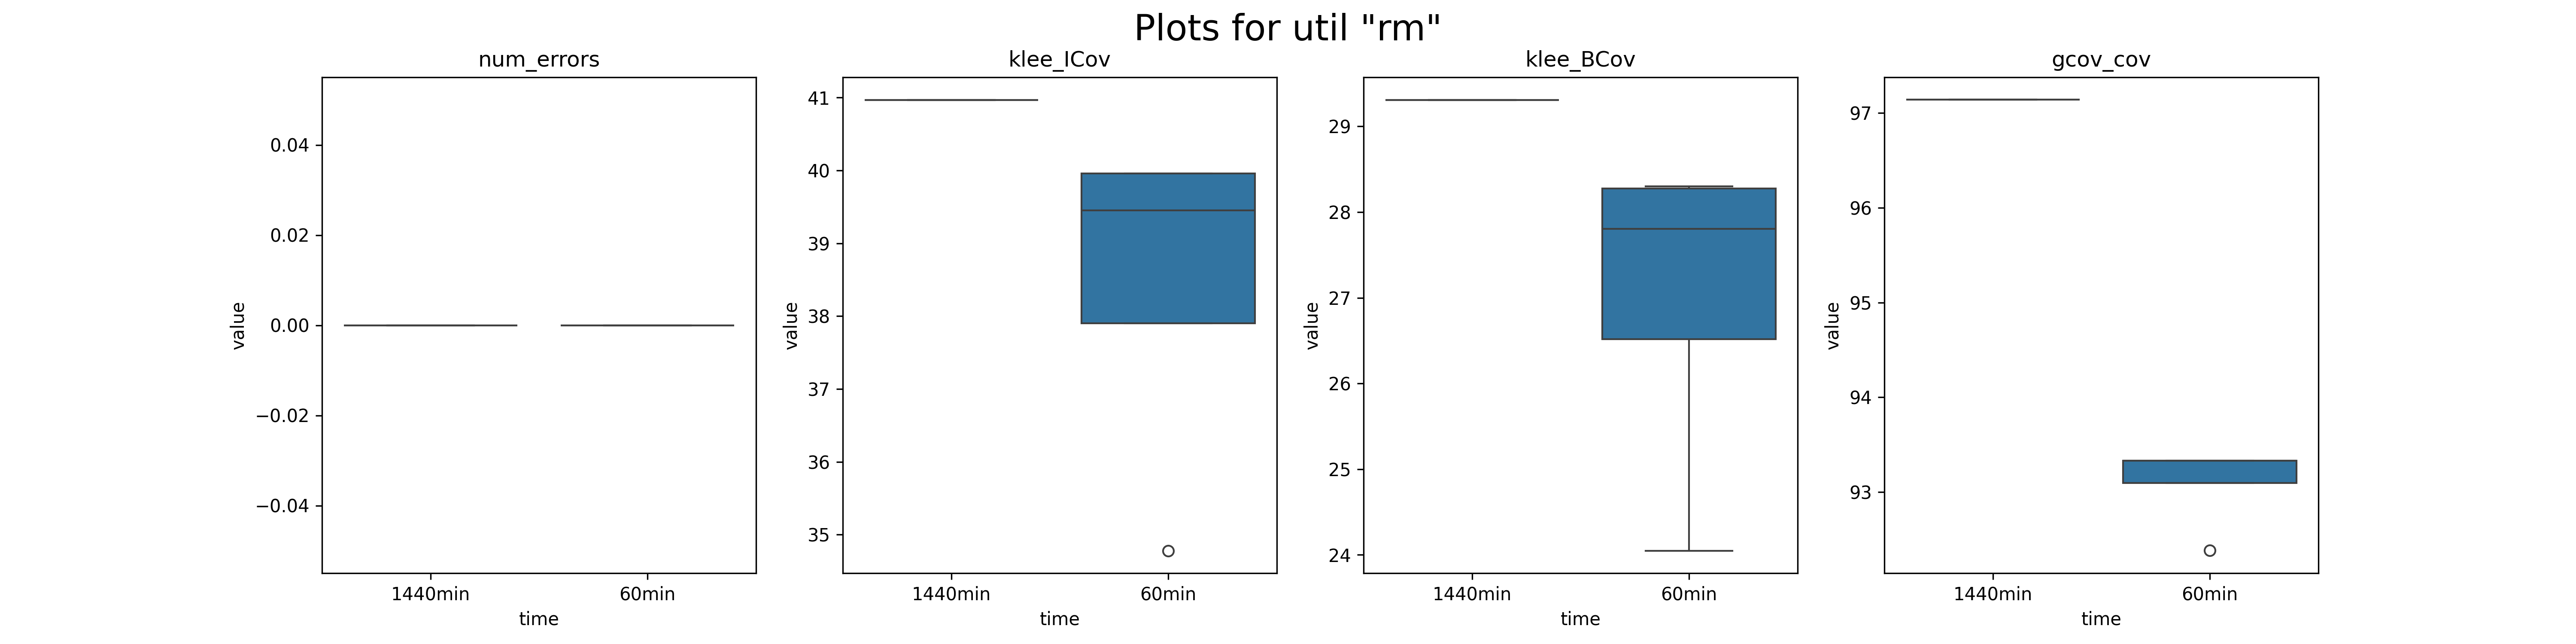 Plots for util "rm"
num_errors
0.04
0.02
0.00
−0.02
−0.04
value
1440min
60min
time
klee_ICov
41
40
39
38
37
36
35
value
1440min
60min
time
klee_BCov
29
28
27
26
25
24
value
1440min
60min
time
gcov_cov
97
96
95
94
93
value
1440min
60min
time